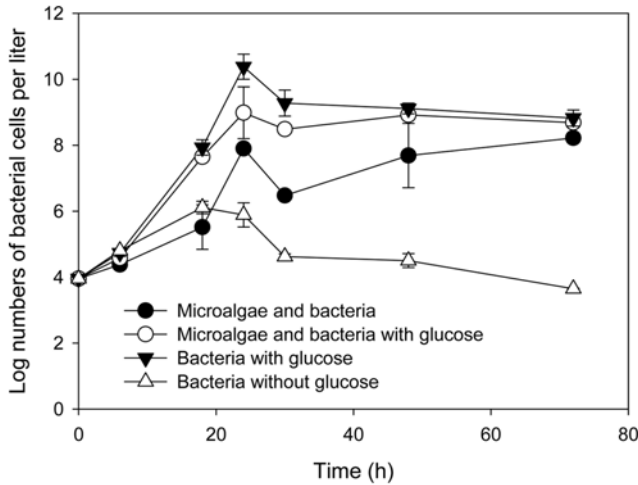 Log numbers of bacterial cells per liter
12
10
8
6
4
2
0
Microalgae and bacteria
Microalgae and bacteria with glucose
Bacteria with glucose
Bacteria without glucose
0 20 40 60 80
Time (h)